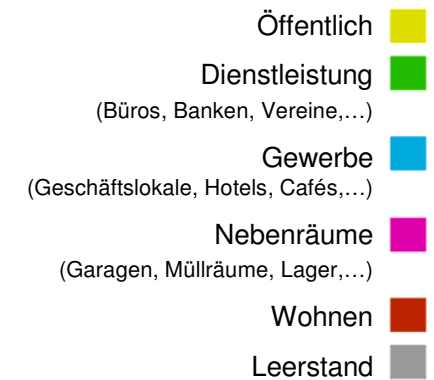 Öffentlich
Dienstleistung
(Büros, Banken, Vereine,…)
Gewerbe
(Geschäftslokale, Hotels, Cafés,…)
Nebenräume
(Garagen, Müllräume, Lager,…)
Wohnen
Leerstand